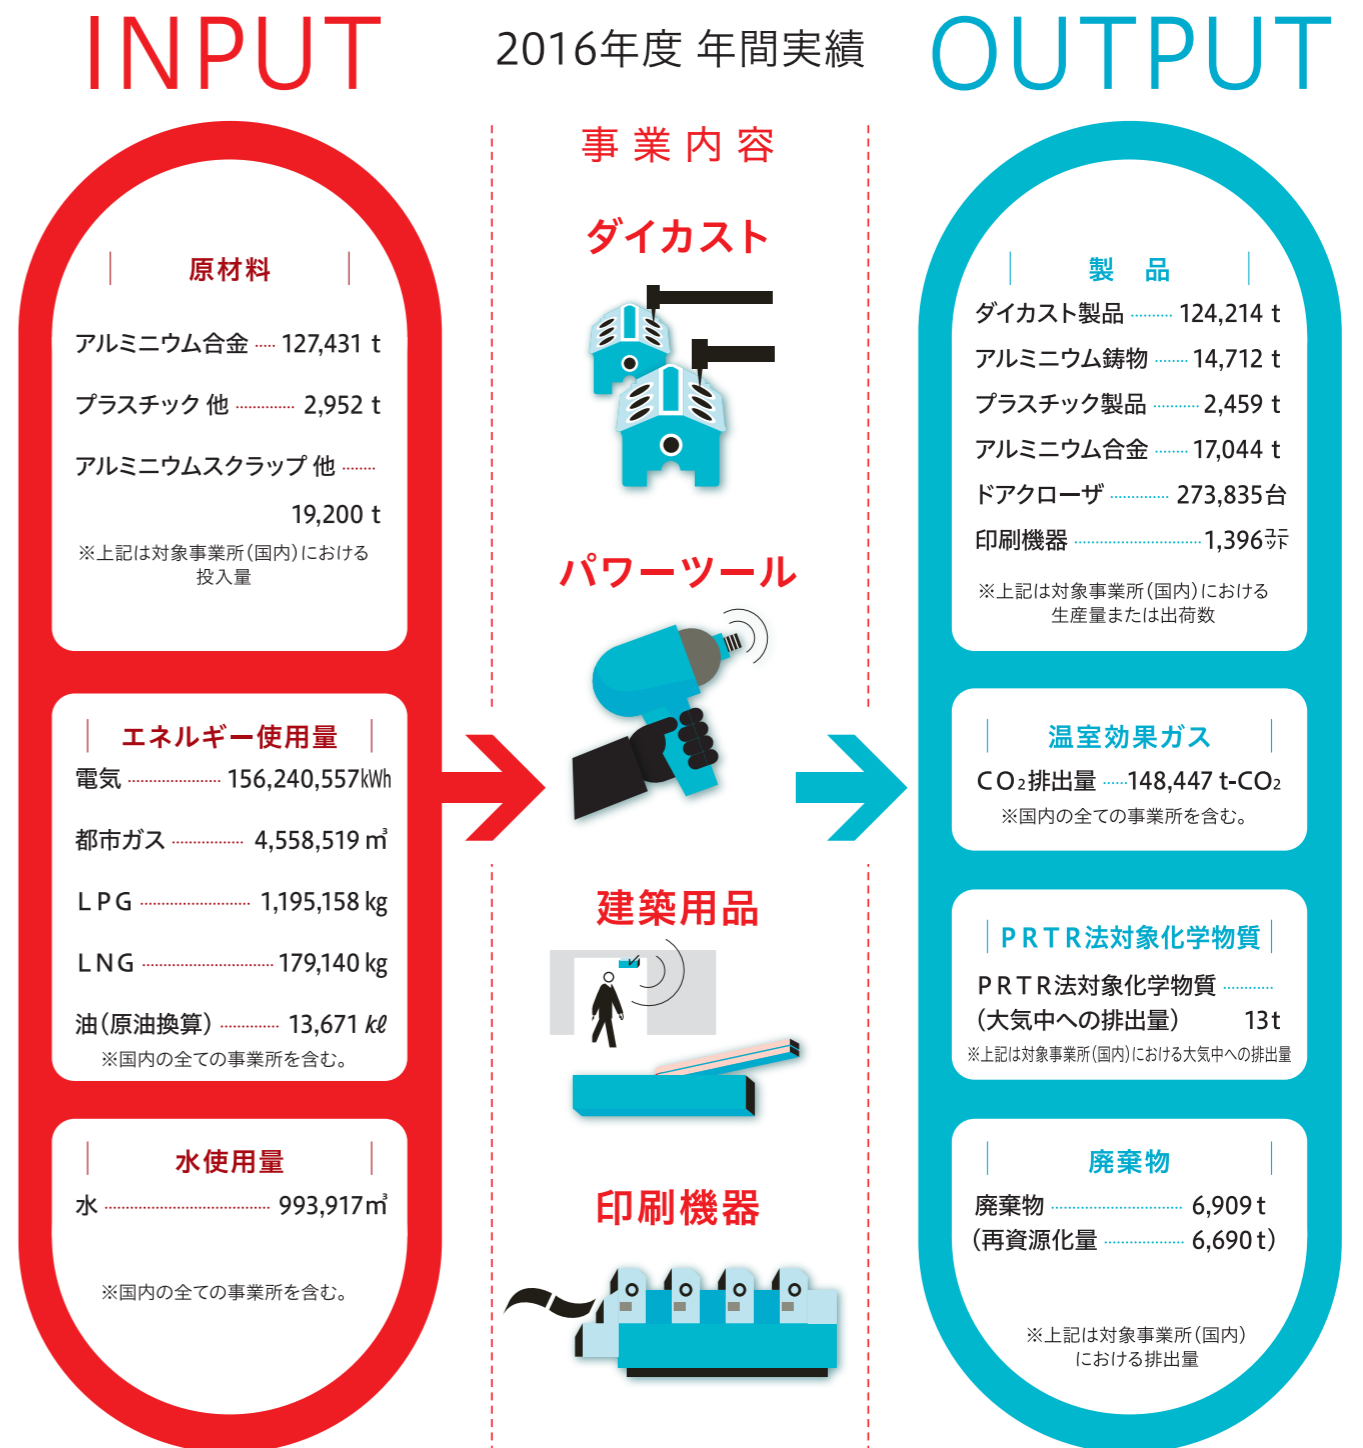 INPUT
2016年度 年間実績
OUTPUT
原材料
アルミニウム合金 ····· 127,431 t
プラスチック 他 ············· 2,952 t
アルミニウムスクラップ 他 ········
19,200 t
※上記は対象事業所(国内)における
投入量
エネルギー使用量
電気 ····················· 156,240,557kWh
都市ガス ················ 4,558,519 ㎥
LPG ························ 1,195,158 kg
LNG ····························· 179,140 kg
油(原油換算) ············· 13,671 kℓ
※国内の全ての事業所を含む。
水使用量
水 ····································· 993,917㎥
※国内の全ての事業所を含む。
事業内容
ダイカスト
パワーツール
建築用品
印刷機器
製 品
ダイカスト製品 ·········· 124,214 t
アルミニウム鋳物 ········ 14,712 t
プラスチック製品 ··········· 2,459 t
アルミニウム合金 ········ 17,044 t
ドアクローザ ·············· 273,835台
印刷機器 ······························ 1,396ユニット
※上記は対象事業所(国内)における
生産量または出荷数
温室効果ガス
CO₂排出量 ······148,447 t-CO₂
※国内の全ての事業所を含む。
PRTR法対象化学物質
PRTR法対象化学物質 ············
(大気中への排出量) 13t
※上記は対象事業所(国内)における大気中への排出量
廃棄物
廃棄物 ······························ 6,909t
(再資源化量 ··················· 6,690t)
※上記は対象事業所(国内)
における排出量